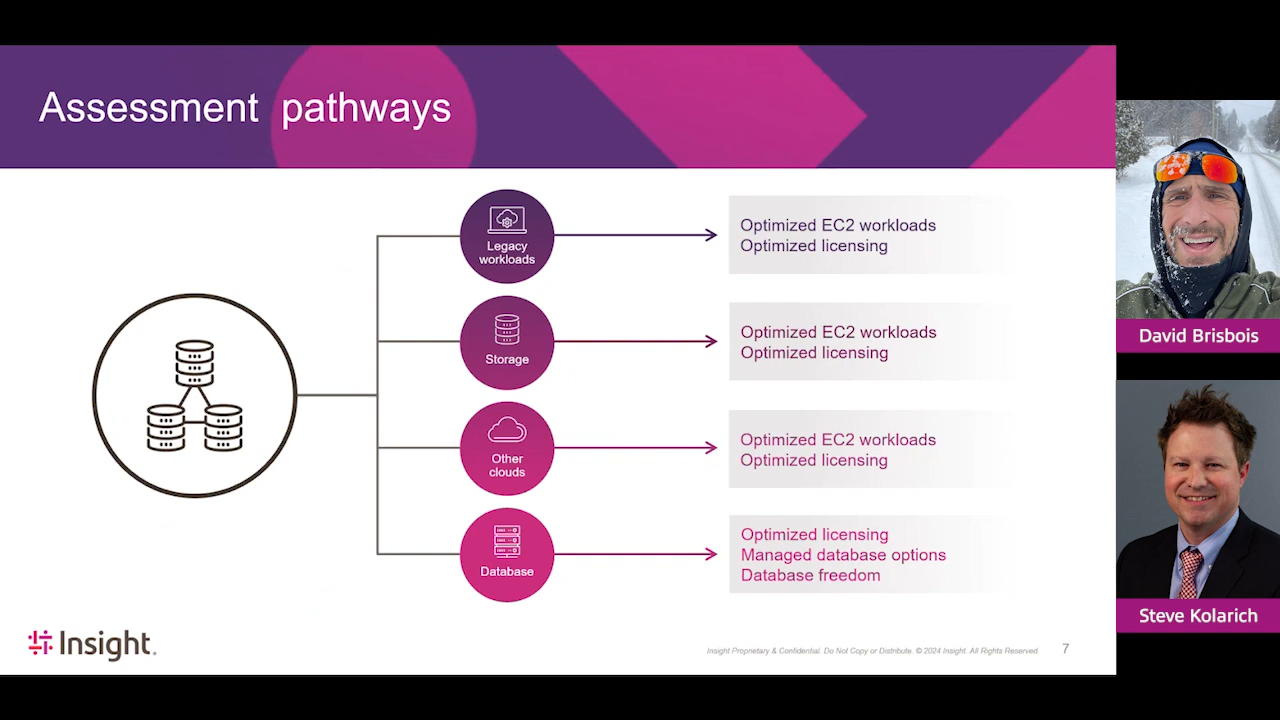 Assessment pathways
Legacy
workloads
Optimized EC2 workloads
Optimized licensing
Storage
Optimized EC2 workloads
Optimized licensing
Other
clouds
Optimized EC2 workloads
Optimized licensing
Database
Optimized licensing
Managed database options
Database freedom
Insight.
Insight Proprietary & Confidential. Do Not Copy or Distribute. © 2024 Insight. All Rights Reserved
7
David Brisbois
Steve Kolarich